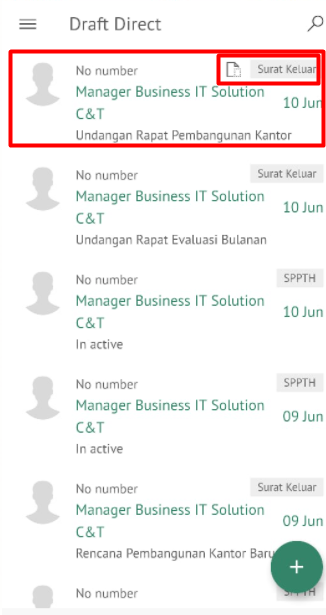 Draft Direct
No number
Surat Keluar
Manager Business IT Solution
C&T
10 Jun
Undangan Rapat Pembangunan Kantor
No number
Surat Keluar
Manager Business IT Solution
C&T
10 Jun
Undangan Rapat Evaluasi Bulanan
No number
SPPTH
Manager Business IT Solution
C&T
10 Jun
In active
No number
SPPTH
Manager Business IT Solution
C&T
09 Jun
In active
No number
Surat Keluar
Manager Business IT Solution
C&T
09 Jun
Rencana Pembangunan Kantor Baru
No number
SPPTH